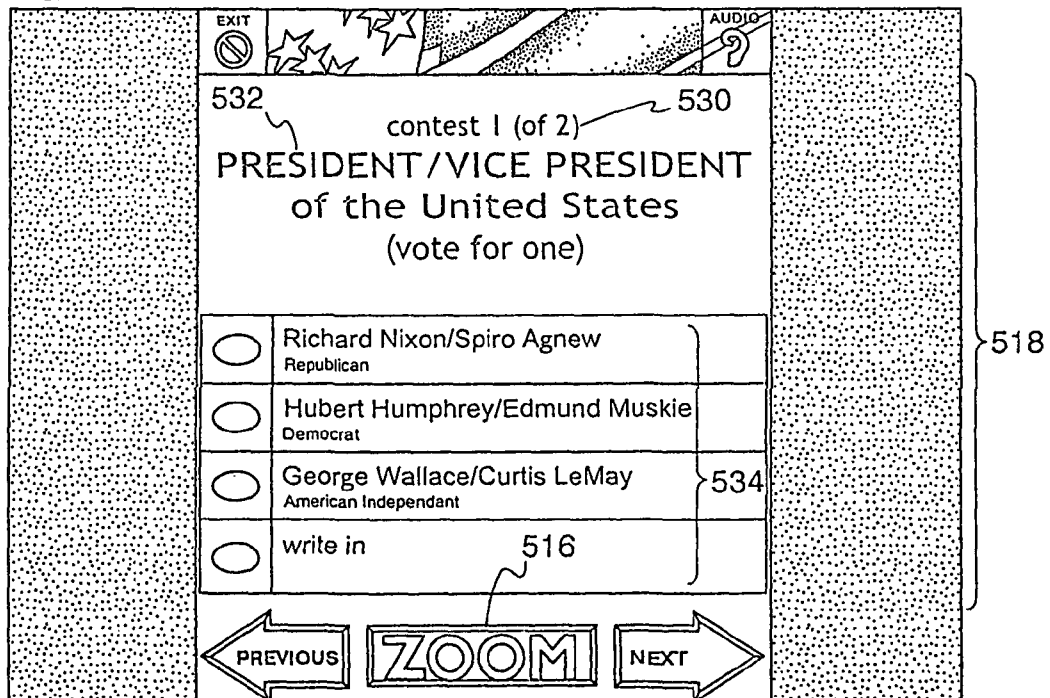 EXIT
AUDIO
532
530
contest 1 (of 2)
PRESIDENT/VICE PRESIDENT
of the United States
(vote for one)
518
Richard Nixon/Spiro Agnew
Republican
Hubert Humphrey/Edmund Muskie
Democrat
George Wallace/Curtis LeMay
American Independant
534
write in
516
PREVIOUS
ZOOM
NEXT